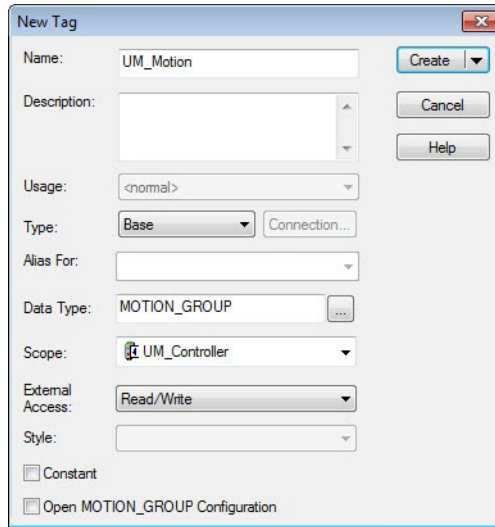 New Tag
Name: UM_Motion Create
Description: Cancel
Help
Usage: <normal>
Type: Base Connection...
Alias For:
Data Type: MOTION_GROUP ...
Scope: UM_Controller
External
Access: Read/Write
Style:
Constant
Open MOTION_GROUP Configuration